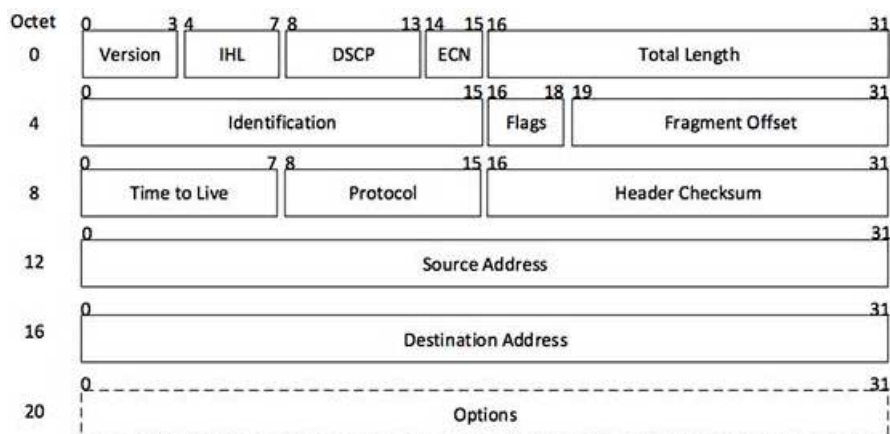 Octet 0 3 4 7 8 13 14 15 16 31
0 Version IHL DSCP ECN Total Length
0 15 16 18 19 31
4 Identification Flags Fragment Offset
0 7 8 15 16 31
8 Time to Live Protocol Header Checksum
0 31
12 Source Address
0 31
16 Destination Address
0 31
20 Options